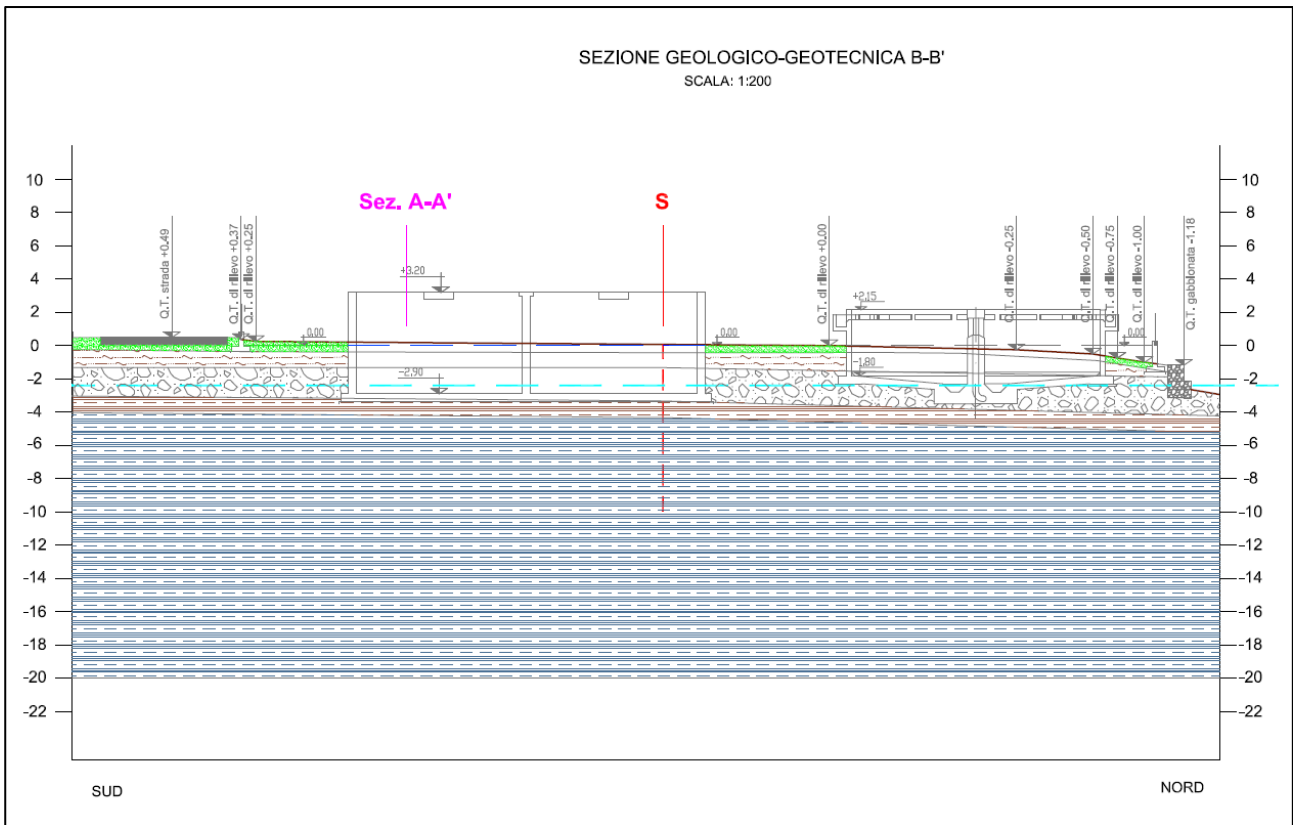 SEZIONE GEOLOGICO-GEOTECNICA B-B'
SCALA: 1:200
Sez. A-A'
S
Q.T. strada +0.49
Q.T. di rilievo +0.37
Q.T. di rilievo +0.25
Q.T. di rilievo +0.00
Q.T. di rilievo -0.25
Q.T. di rilievo -0.50
Q.T. di rilievo -0.75
Q.T. di rilievo -1.00
Q.T. gabbionata -1.18
+3.20
+2.15
0.00
0.00
0.00
-2.90
-1.80
10
8
6
4
2
0
-2
-4
-6
-8
-10
-12
-14
-16
-18
-20
-22
10
8
6
4
2
0
-2
-4
-6
-8
-10
-12
-14
-16
-18
-20
-22
SUD
NORD